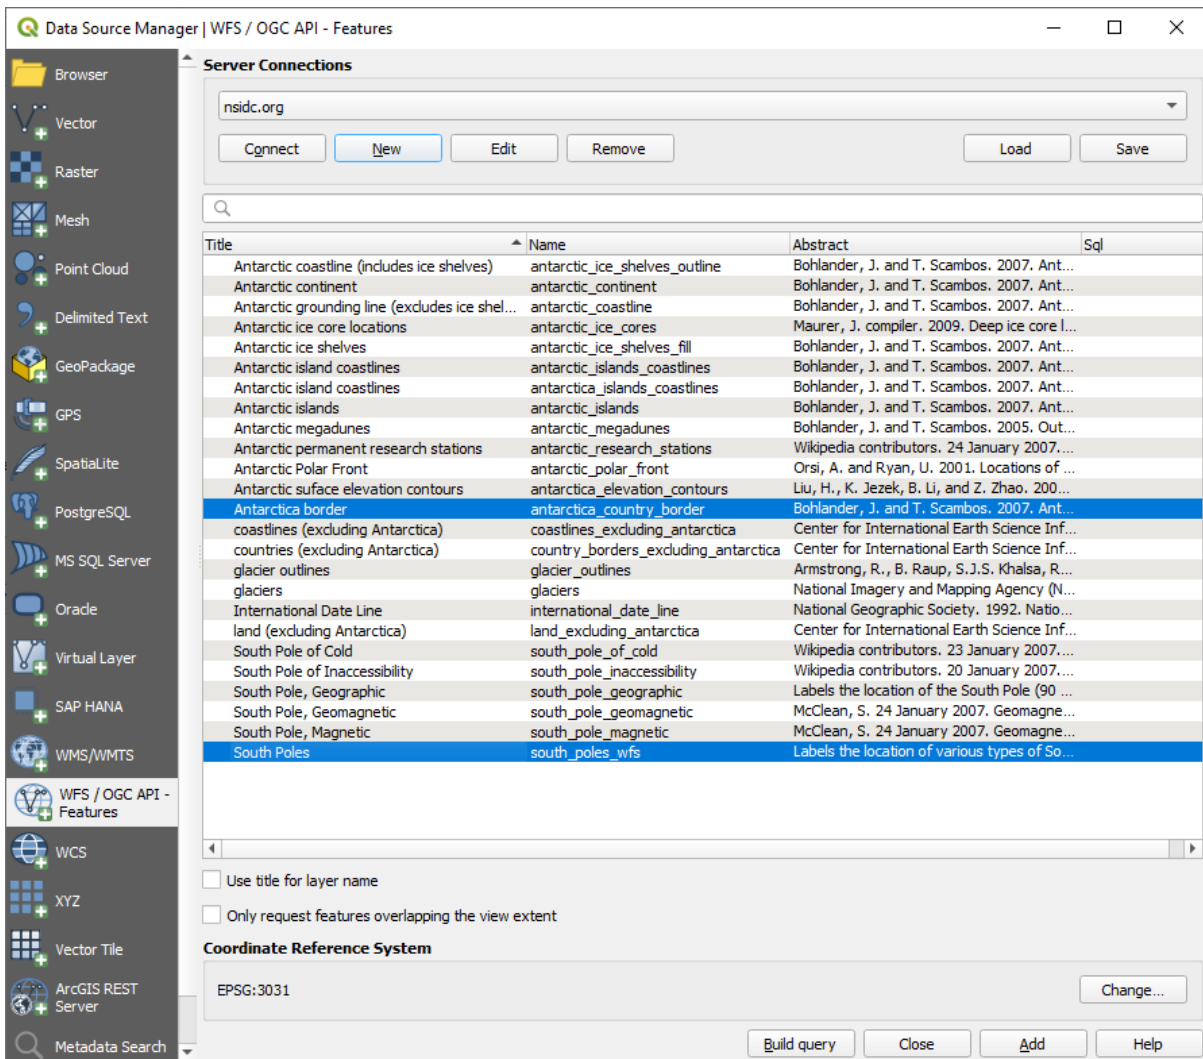 Data Source Manager | WFS / OGC API - Features
Browser
Vector
Raster
Mesh
Point Cloud
Delimited Text
GeoPackage
GPS
SpatiaLite
PostgreSQL
MS SQL Server
Oracle
Virtual Layer
SAP HANA
WMS/WMTS
WFS / OGC API -
Features
WCS
XYZ
Vector Tile
ArcGIS REST
Server
Metadata Search
Server Connections
nsidc.org
Connect New Edit Remove Load Save
Title Name Abstract Sql
Antarctic coastline (includes ice shelves) antarctic_ice_shelves_outline Bohlander, J. and T. Scambos. 2007. Ant...
Antarctic continent antarctic_continent Bohlander, J. and T. Scambos. 2007. Ant...
Antarctic grounding line (excludes ice shel... antarctic_coastline Bohlander, J. and T. Scambos. 2007. Ant...
Antarctic ice core locations antarctic_ice_cores Maurer, J. compiler. 2009. Deep ice core l...
Antarctic ice shelves antarctic_ice_shelves_fill Bohlander, J. and T. Scambos. 2007. Ant...
Antarctic island coastlines antarctic_islands_coastlines Bohlander, J. and T. Scambos. 2007. Ant...
Antarctic island coastlines antarctica_islands_coastlines Bohlander, J. and T. Scambos. 2007. Ant...
Antarctic islands antarctic_islands Bohlander, J. and T. Scambos. 2007. Ant...
Antarctic megadunes antarctic_megadunes Bohlander, J. and T. Scambos. 2005. Out...
Antarctic permanent research stations antarctic_research_stations Wikipedia contributors. 24 January 2007....
Antarctic Polar Front antarctic_polar_front Orsi, A. and Ryan, U. 2001. Locations of ...
Antarctic suface elevation contours antarctica_elevation_contours Liu, H., K. Jezek, B. Li, and Z. Zhao. 200...
Antarctica border antarctica_country_border Bohlander, J. and T. Scambos. 2007. Ant...
coastlines (excluding Antarctica) coastlines_excluding_antarctica Center for International Earth Science Inf...
countries (excluding Antarctica) country_borders_excluding_antarctica Center for International Earth Science Inf...
glacier outlines glacier_outlines Armstrong, R., B. Raup, S.J.S. Khalsa, R...
glaciers glaciers National Imagery and Mapping Agency (N...
International Date Line international_date_line National Geographic Society. 1992. Natio...
land (excluding Antarctica) land_excluding_antarctica Center for International Earth Science Inf...
South Pole of Cold south_pole_of_cold Wikipedia contributors. 23 January 2007....
South Pole of Inaccessibility south_pole_inaccessibility Wikipedia contributors. 20 January 2007....
South Pole, Geographic south_pole_geographic Labels the location of the South Pole (90 ...
South Pole, Geomagnetic south_pole_geomagnetic McClean, S. 24 January 2007. Geomagne...
South Pole, Magnetic south_pole_magnetic McClean, S. 24 January 2007. Geomagne...
South Poles south_poles_wfs Labels the location of various types of So...
Use title for layer name
Only request features overlapping the view extent
Coordinate Reference System
EPSG:3031 Change...
Build query Close Add Help